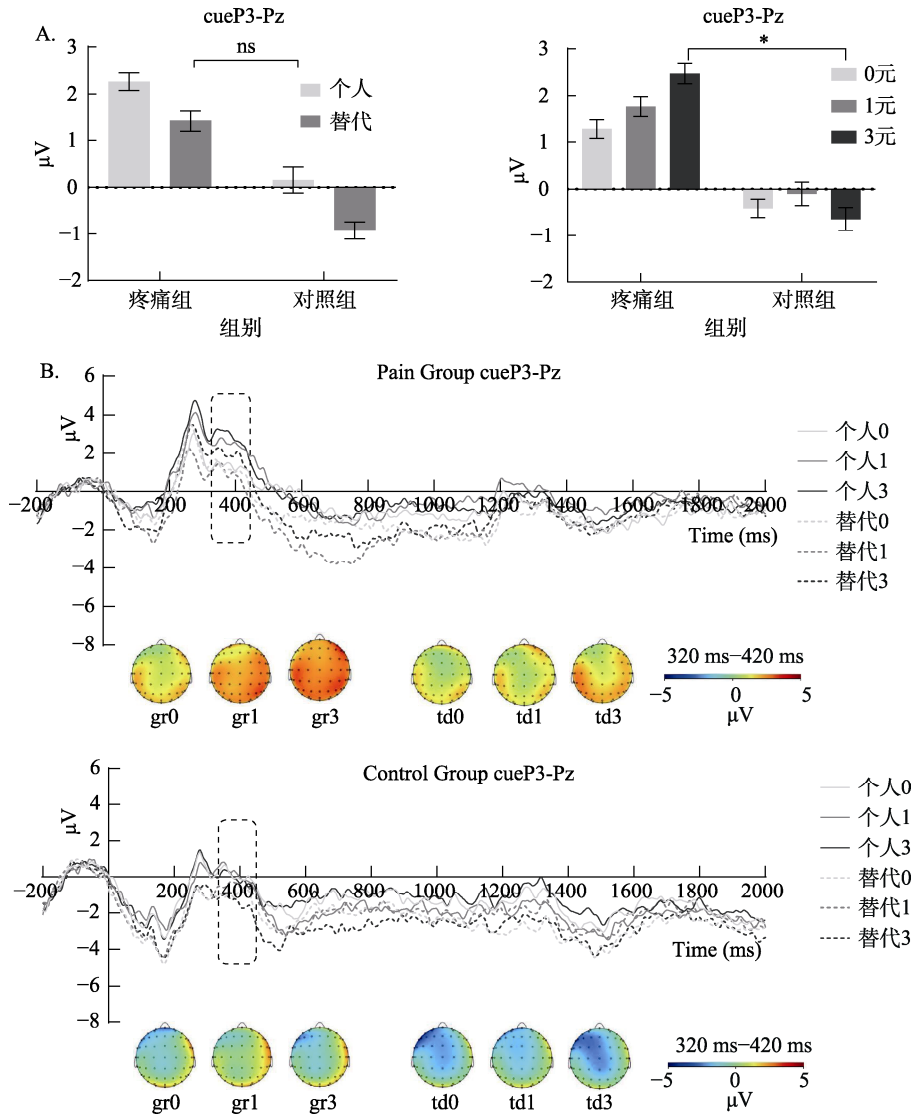 A.
cueP3-Pz
ns
个人
替代
μV
3
2
1
0
−1
−2
疼痛组
对照组
组别
cueP3-Pz
*
0元
1元
3元
μV
3
2
1
0
−1
−2
疼痛组
对照组
组别
B.
Pain Group cueP3-Pz
μV
6
4
2
−2
−4
−6
−8
−200 200 400 600 800 1000 1200 1400 1600 1800 2000
Time (ms)
个人0
个人1
个人3
替代0
替代1
替代3
gr0 gr1 gr3 td0 td1 td3
320 ms−420 ms
−5 0 5
μV
Control Group cueP3-Pz
μV
6
4
2
−2
−4
−6
−8
−200 200 400 600 800 1000 1200 1400 1600 1800 2000
Time (ms)
个人0
个人1
个人3
替代0
替代1
替代3
gr0 gr1 gr3 td0 td1 td3
320 ms−420 ms
−5 0 5
μV